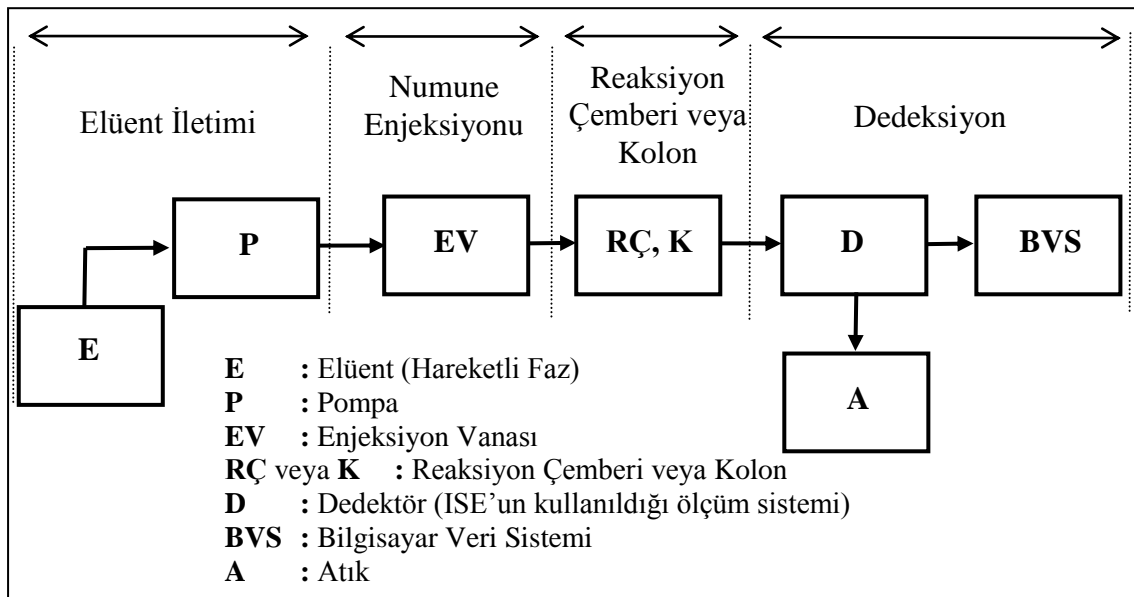 Elüent İletimi
Numune
Enjeksiyonu
Reaksiyon
Çemberi veya
Kolon
Dedeksiyon
E
P
EV
RÇ, K
D
BVS
A
E : Elüent (Hareketli Faz)
P : Pompa
EV : Enjeksiyon Vanası
RÇ veya K : Reaksiyon Çemberi veya Kolon
D : Dedektör (ISE’un kullanıldığı ölçüm sistemi)
BVS : Bilgisayar Veri Sistemi
A : Atık